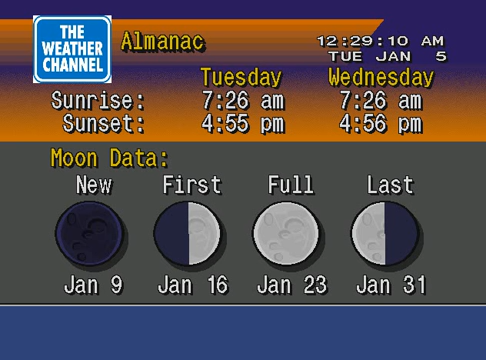 THE
WEATHER
CHANNEL
Almanac
12:29:10 AM
TUE JAN 5
Tuesday Wednesday
Sunrise: 7:26 am 7:26 am
Sunset: 4:55 pm 4:56 pm
Moon Data:
New First Full Last
Jan 9 Jan 16 Jan 23 Jan 31